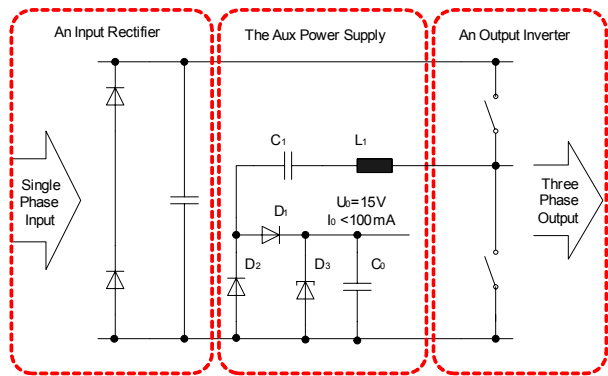 An Input Rectifier
The Aux Power Supply
An Output Inverter
C1
L1
Single
Phase
Input
U0=15V
I0 <100mA
Three
Phase
Output
D1
D2
D3
C0